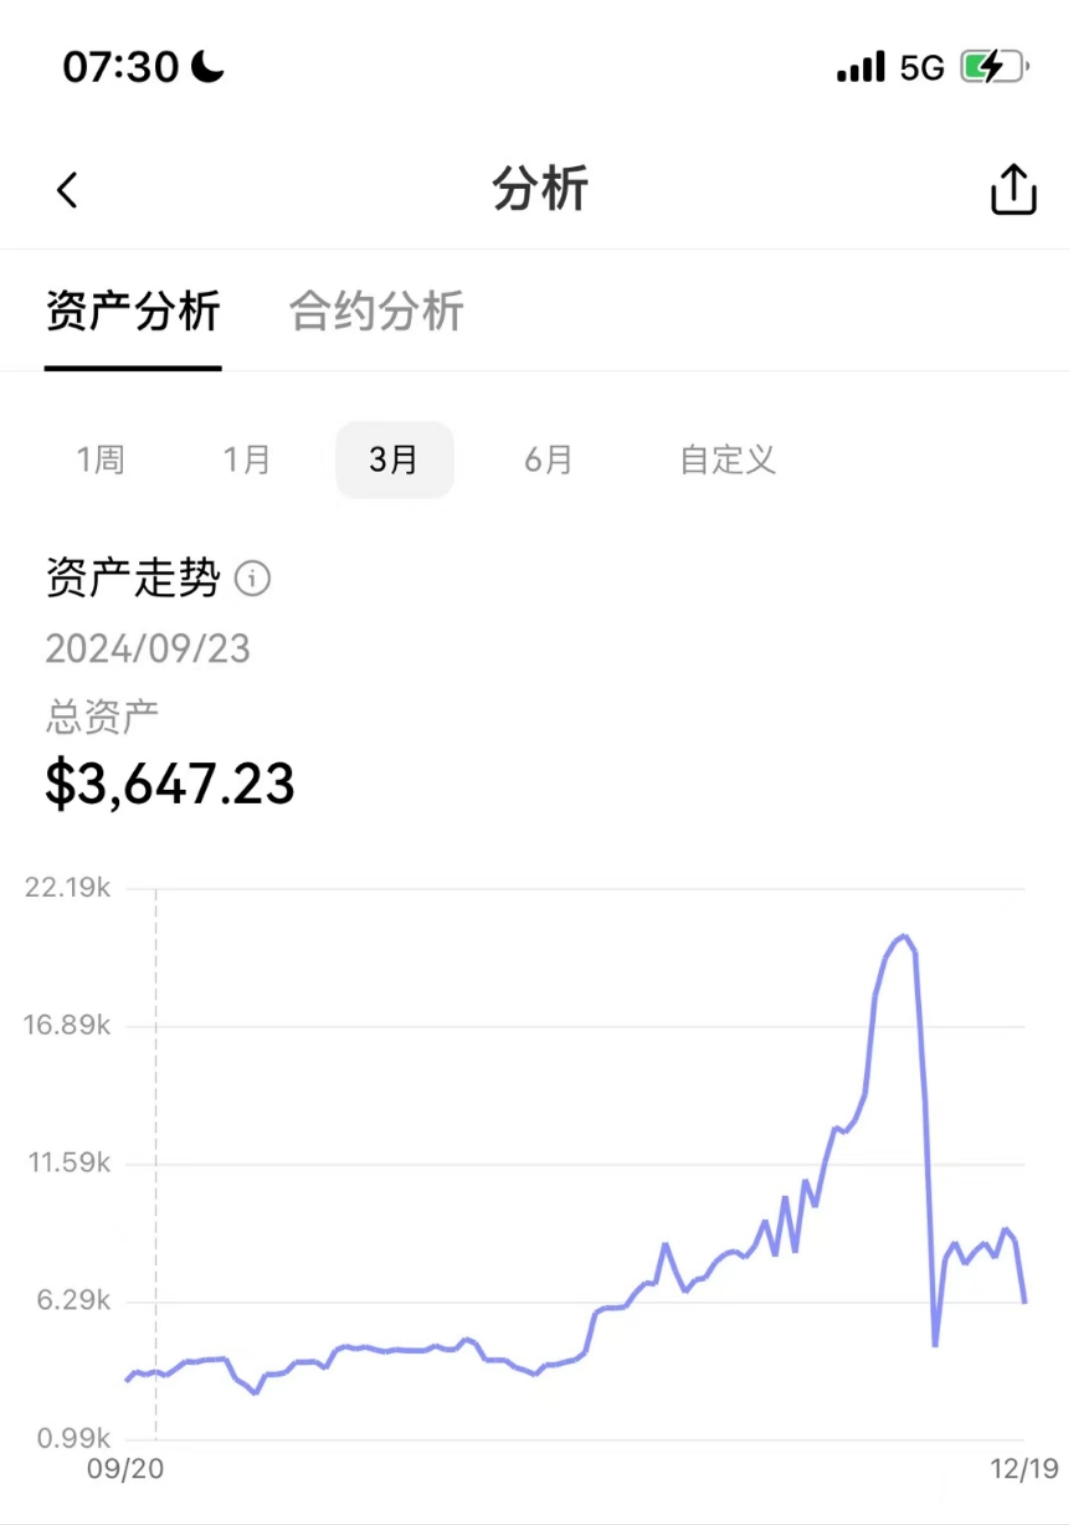 07:30 5G
分析
资产分析 合约分析
1周 1月 3月 6月 自定义
资产走势
2024/09/23
总资产
$3,647.23
22.19k
16.89k
11.59k
6.29k
0.99k
09/20 12/19